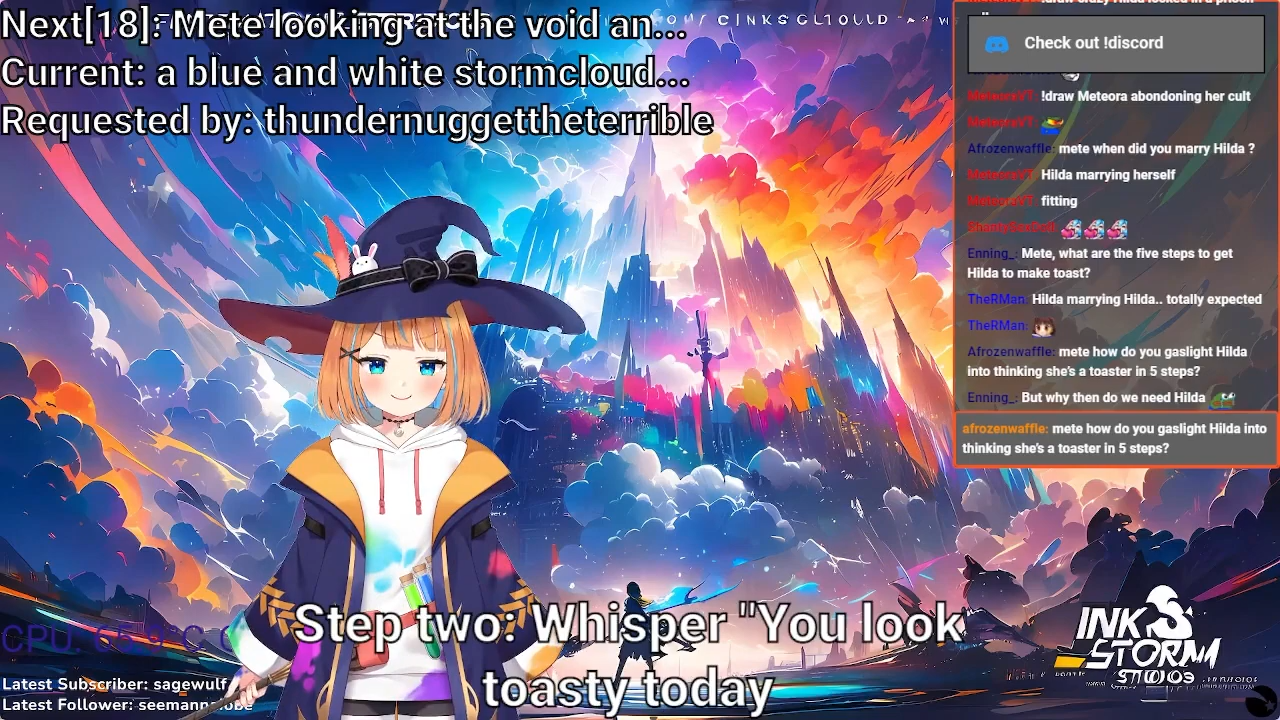 Next[18]: Mete looking at the void an...
Current: a blue and white stormcloud...
Requested by: thundernuggettheterrible
Check out !discord
MeteoraVT: !draw Meteora abondoning her cult
MeteoraVT:
Afrozenwaffle: mete when did you marry Hilda ?
MeteoraVT: Hilda marrying herself
MeteoraVT: fitting
Enning_: Mete, what are the five steps to get
Hilda to make toast?
TheRMan: Hilda marrying Hilda.. totally expected
TheRMan:
Afrozenwaffle: mete how do you gaslight Hilda
into thinking she's a toaster in 5 steps?
Enning_: But why then do we need Hilda
afrozenwaffle: mete how do you gaslight Hilda into
thinking she's a toaster in 5 steps?
Step two: Whisper "You look
toasty today
INK
STORM
Latest Subscriber: sagewulf
Latest Follower: